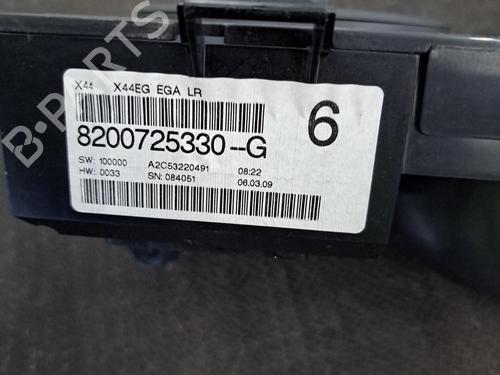 X44 X44EG EGA LR
6
8200725330--G
SW: 100000 A2C53220491 08:22
HW: 0033 SN: 084051 06.03.09
B-PARTS